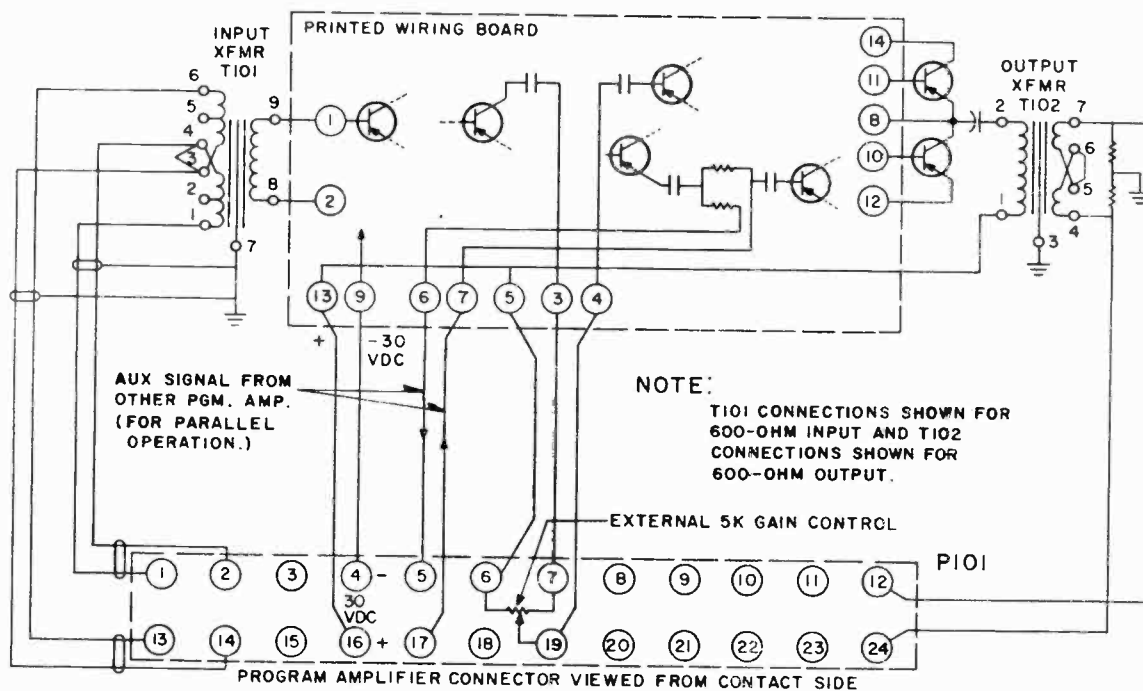 INPUT
XFMR
T101
6
5
4
3
2
1
9
8
7
PRINTED WIRING BOARD
1
2
14
11
8
10
12
OUTPUT
XFMR
T102
2
1
3
7
6
5
4
13
9
6
7
5
3
4
+
-30
VDC
AUX SIGNAL FROM
OTHER PGM. AMP.
(FOR PARALLEL
OPERATION.)
NOTE:
T101 CONNECTIONS SHOWN FOR
600-OHM INPUT AND T102
CONNECTIONS SHOWN FOR
600-OHM OUTPUT.
EXTERNAL 5K GAIN CONTROL
P101
1
2
3
4
-
5
6
7
8
9
10
11
12
30
VDC
13
14
15
16
+
17
18
19
20
21
22
23
24
PROGRAM AMPLIFIER CONNECTOR VIEWED FROM CONTACT SIDE